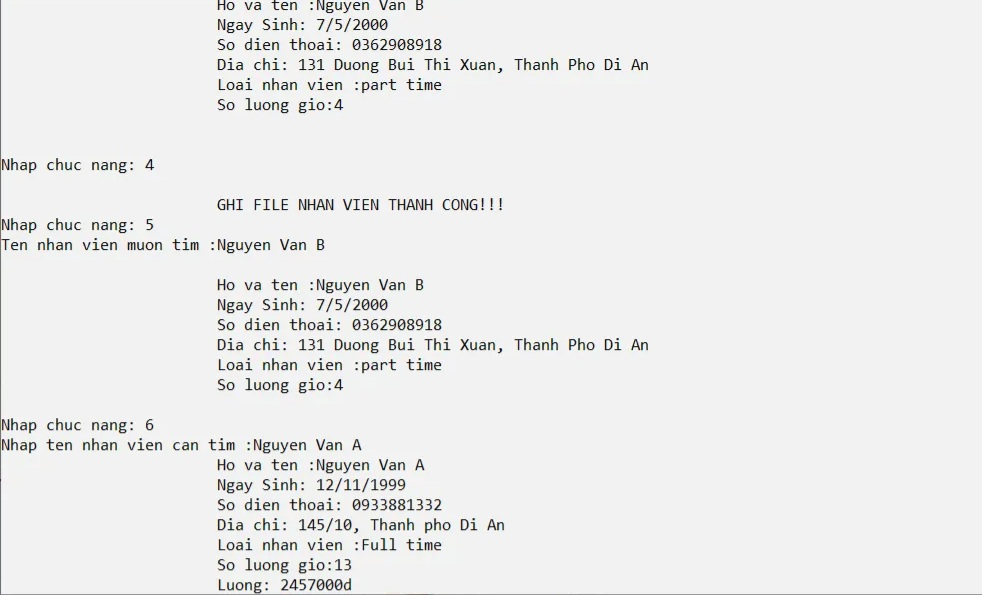 Ho va ten :Nguyen Van B
Ngay Sinh: 7/5/2000
So dien thoai: 0362908918
Dia chi: 131 Duong Bui Thi Xuan, Thanh Pho Di An
Loai nhan vien :part time
So luong gio:4
Nhap chuc nang: 4
GHI FILE NHAN VIEN THANH CONG!!!
Nhap chuc nang: 5
Ten nhan vien muon tim :Nguyen Van B
Ho va ten :Nguyen Van B
Ngay Sinh: 7/5/2000
So dien thoai: 0362908918
Dia chi: 131 Duong Bui Thi Xuan, Thanh Pho Di An
Loai nhan vien :part time
So luong gio:4
Nhap chuc nang: 6
Nhap ten nhan vien can tim :Nguyen Van A
Ho va ten :Nguyen Van A
Ngay Sinh: 12/11/1999
So dien thoai: 0933881332
Dia chi: 145/10, Thanh pho Di An
Loai nhan vien :Full time
So luong gio:13
Luong: 2457000d